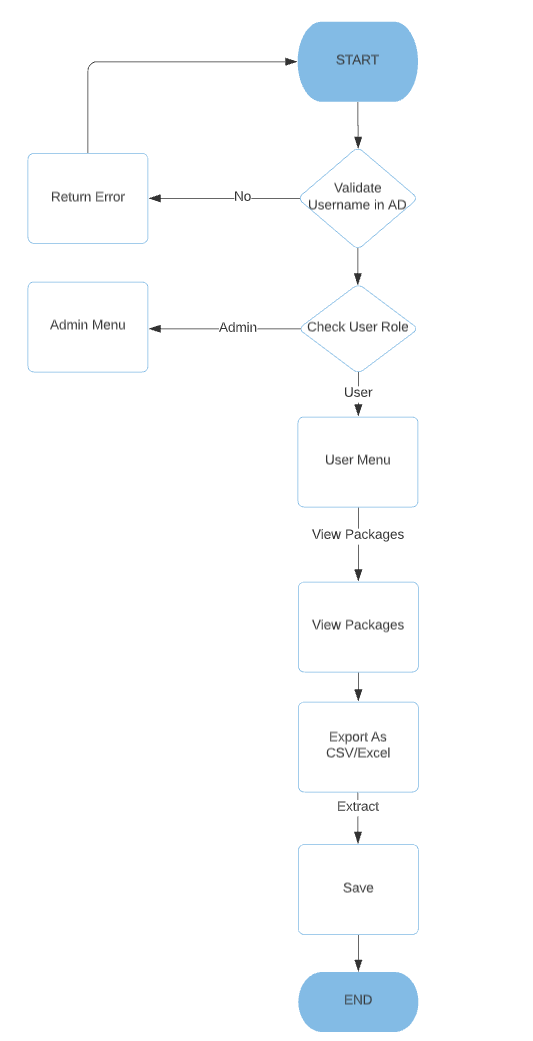 START
Validate
Username in AD
No
Return Error
Check User Role
Admin
Admin Menu
User
User Menu
View Packages
View Packages
Export As
CSV/Excel
Extract
Save
END